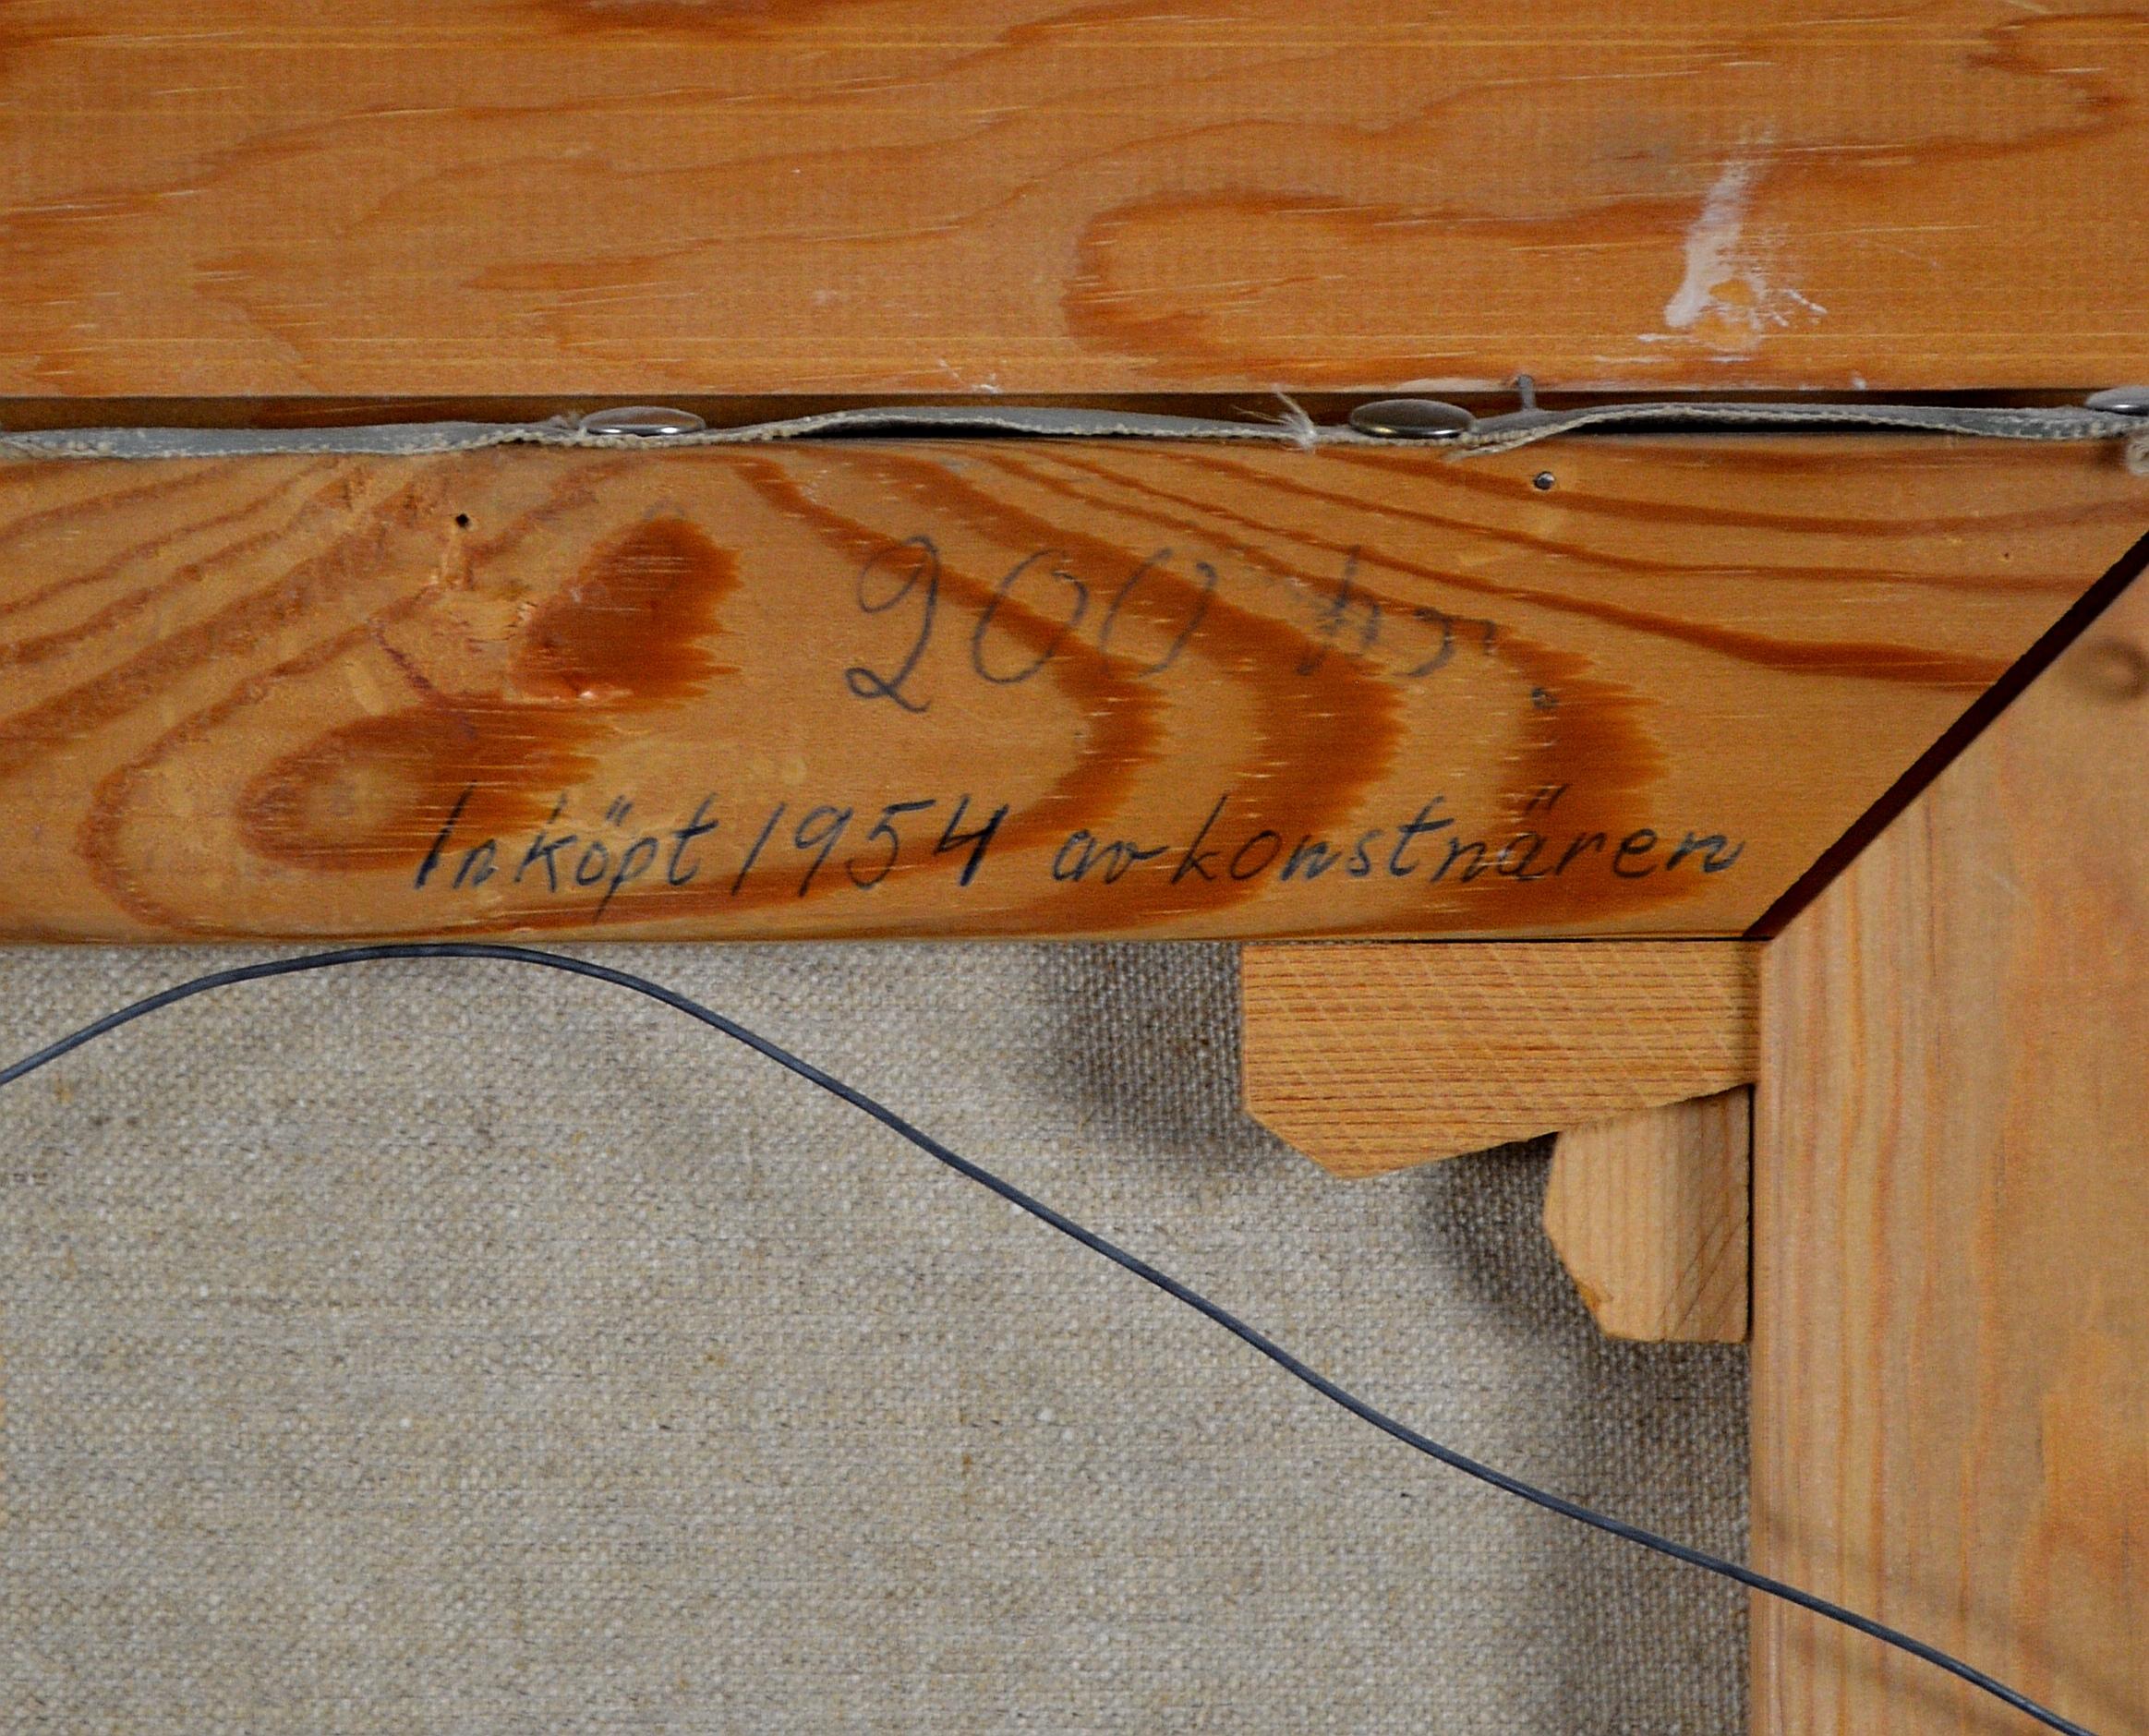 200 kr
Inköpt 1954 av konstnären